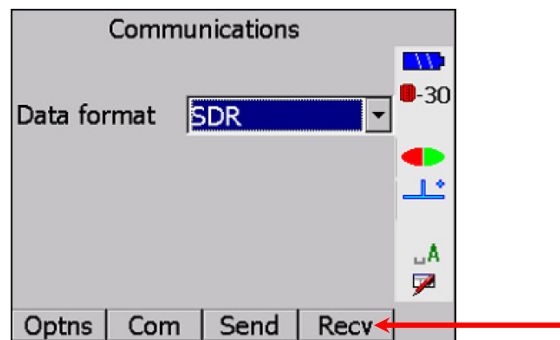 Communications
-30
Data format SDR
A
Optns Com Send Recv